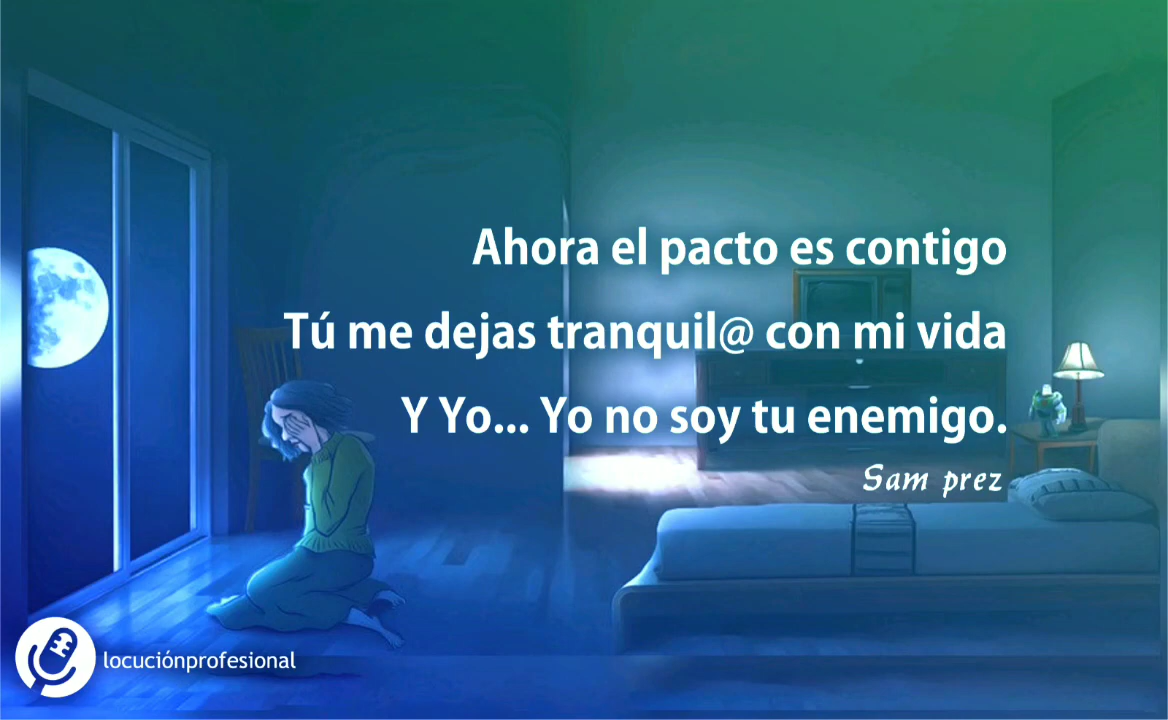 Ahora el pacto es contigo
Tú me dejas tranquil@ con mi vida
Y Yo... Yo no soy tu enemigo.
Sam prez
locuciónprofesional